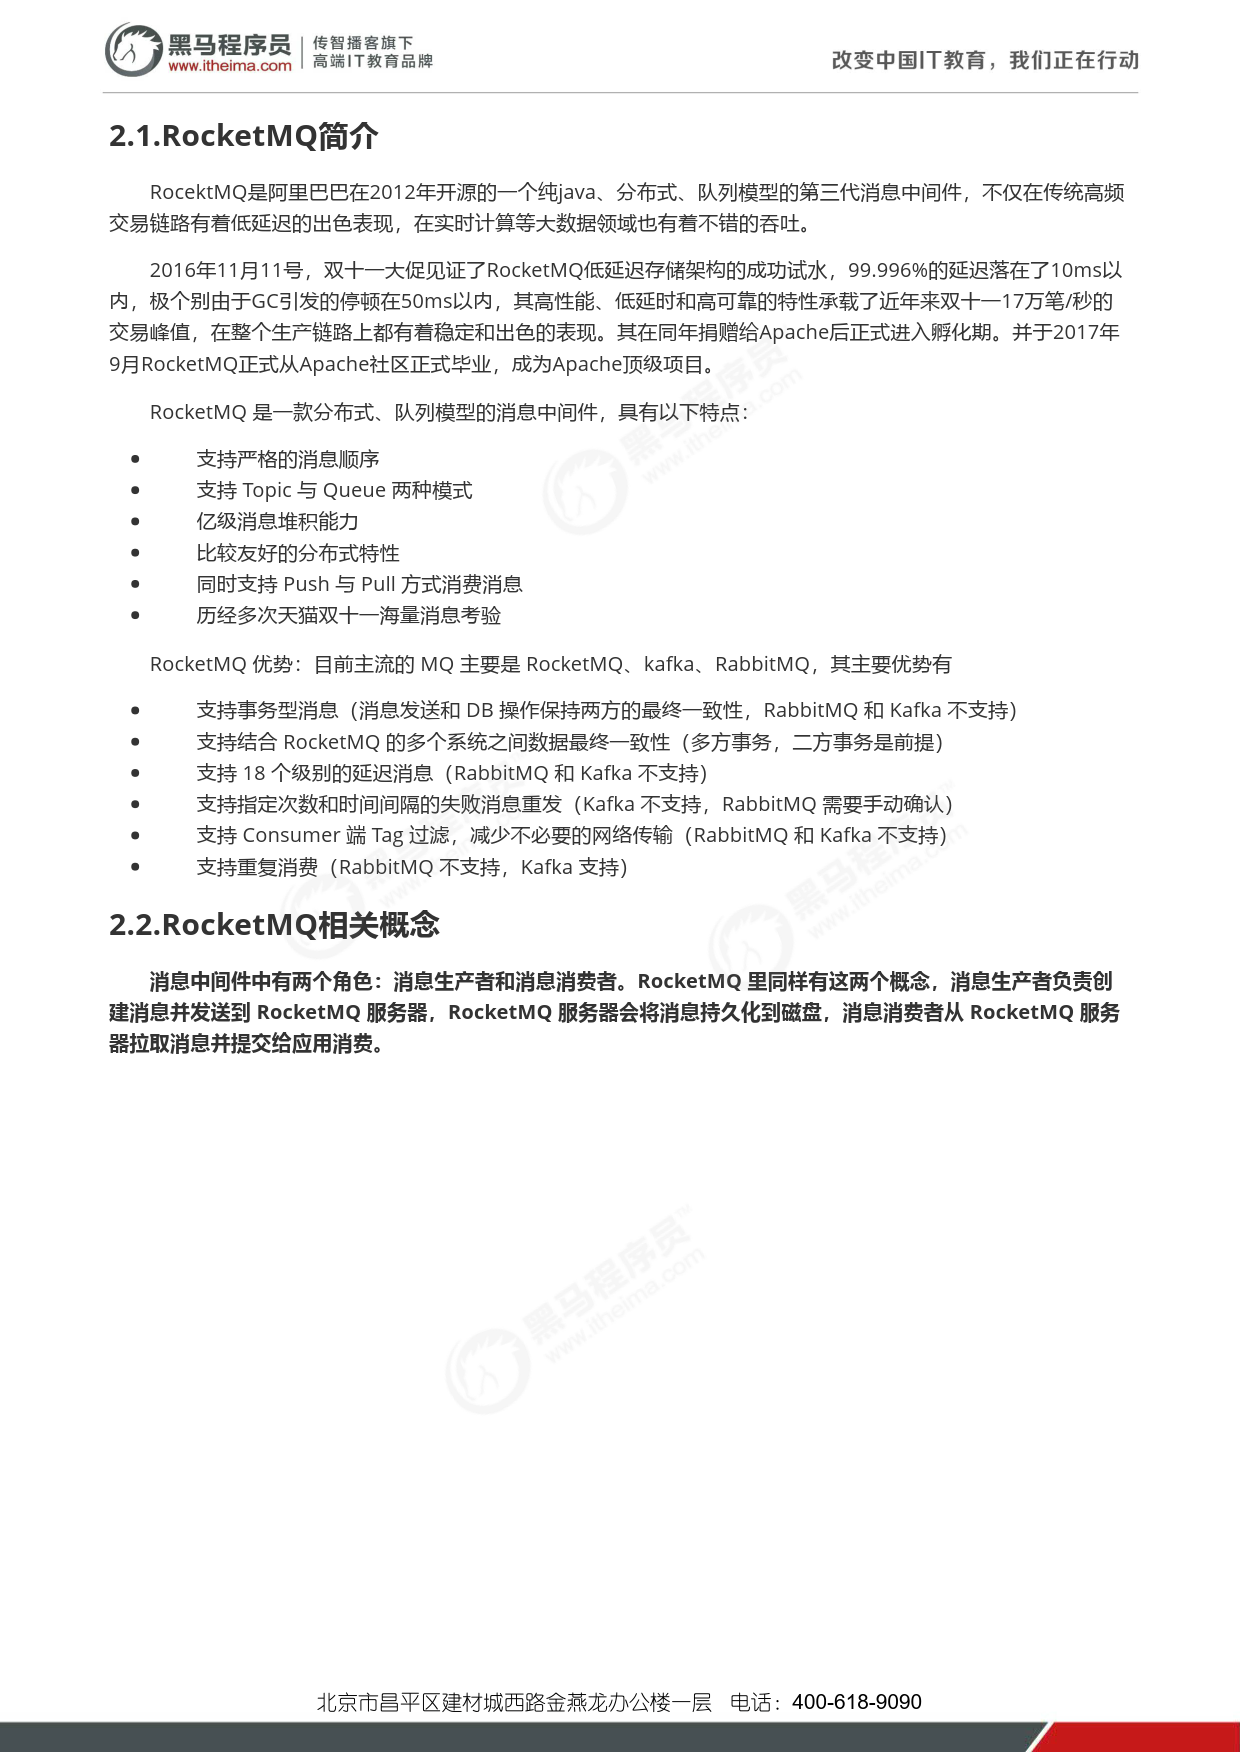 黑马程序员
www.itheima.com
传智播客旗下
高端IT教育品牌
改变中国IT教育，我们正在行动
2.1.RocketMQ简介
RocektMQ是阿里巴巴在2012年开源的一个纯java、分布式、队列模型的第三代消息中间件，不仅在传统高频
交易链路有着低延迟的出色表现，在实时计算等大数据领域也有着不错的吞吐。
2016年11月11号，双十一大促见证了RocketMQ低延迟存储架构的成功试水，99.996%的延迟落在了10ms以
内，极个别由于GC引发的停顿在50ms以内，其高性能、低延时和高可靠的特性承载了近年来双十一17万笔/秒的
交易峰值，在整个生产链路上都有着稳定和出色的表现。其在同年捐赠给Apache后正式进入孵化期。并于2017年
9月RocketMQ正式从Apache社区正式毕业，成为Apache顶级项目。
RocketMQ 是一款分布式、队列模型的消息中间件，具有以下特点：
● 支持严格的消息顺序
● 支持 Topic 与 Queue 两种模式
● 亿级消息堆积能力
● 比较友好的分布式特性
● 同时支持 Push 与 Pull 方式消费消息
● 历经多次天猫双十一海量消息考验
RocketMQ 优势：目前主流的 MQ 主要是 RocketMQ、kafka、RabbitMQ，其主要优势有
● 支持事务型消息（消息发送和 DB 操作保持两方的最终一致性，RabbitMQ 和 Kafka 不支持）
● 支持结合 RocketMQ 的多个系统之间数据最终一致性（多方事务，二方事务是前提）
● 支持 18 个级别的延迟消息（RabbitMQ 和 Kafka 不支持）
● 支持指定次数和时间间隔的失败消息重发（Kafka 不支持，RabbitMQ 需要手动确认）
● 支持 Consumer 端 Tag 过滤，减少不必要的网络传输（RabbitMQ 和 Kafka 不支持）
● 支持重复消费（RabbitMQ 不支持，Kafka 支持）
2.2.RocketMQ相关概念
消息中间件中有两个角色：消息生产者和消息消费者。RocketMQ 里同样有这两个概念，消息生产者负责创
建消息并发送到 RocketMQ 服务器，RocketMQ 服务器会将消息持久化到磁盘，消息消费者从 RocketMQ 服务
器拉取消息并提交给应用消费。
黑马程序员™
www.itheima.com
北京市昌平区建材城西路金燕龙办公楼一层 电话：400-618-9090